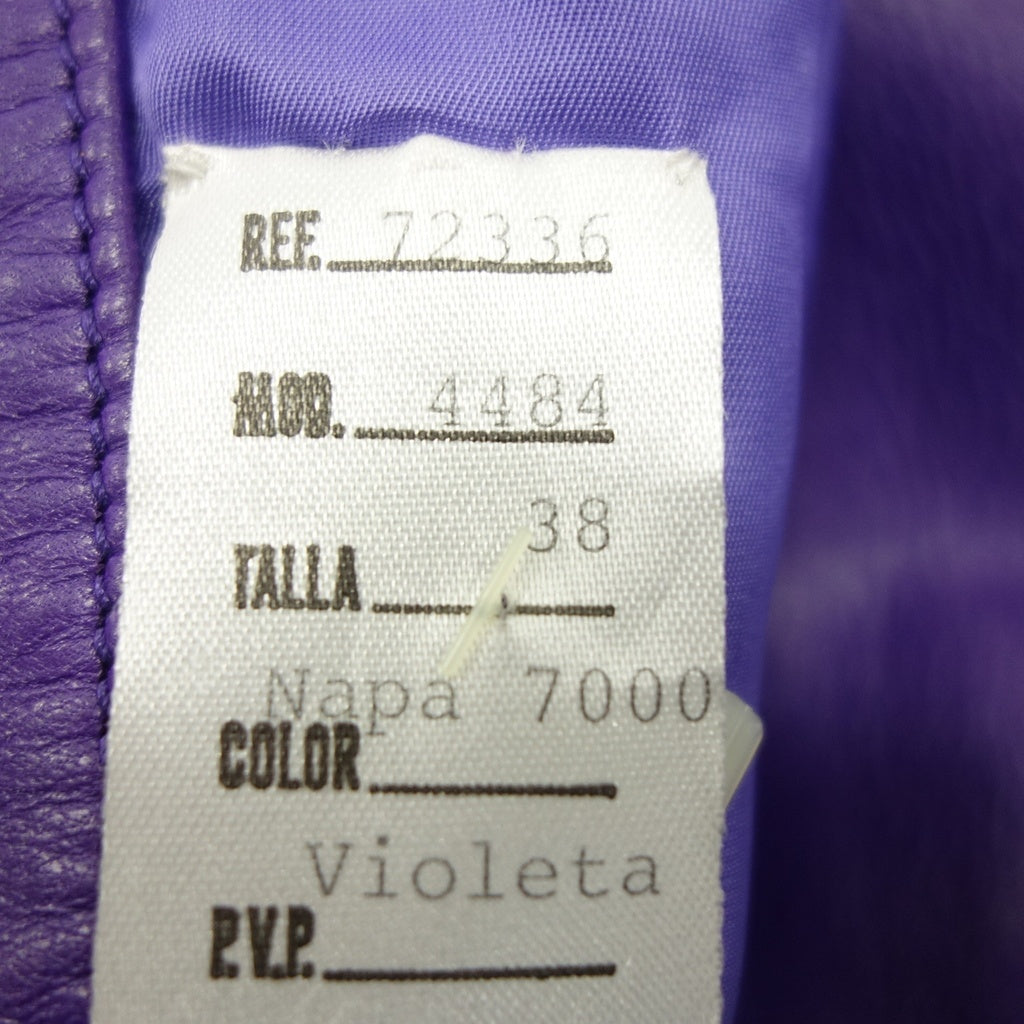 REF. 72336
MOD. 4484
TALLA 38
Napa 7000
COLOR
Violeta
P.V.P.